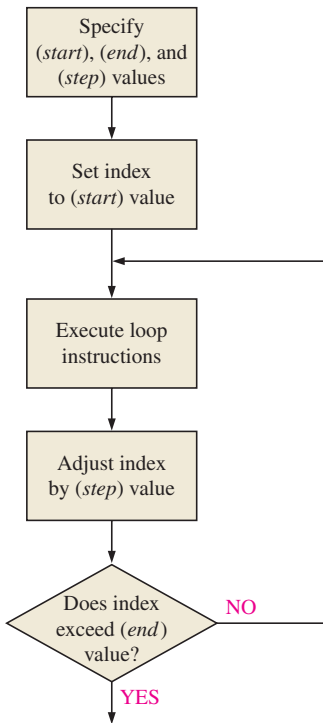 Specify
(start), (end), and
(step) values
Set index
to (start) value
Execute loop
instructions
Adjust index
by (step) value
Does index
exceed (end)
value?
NO
YES